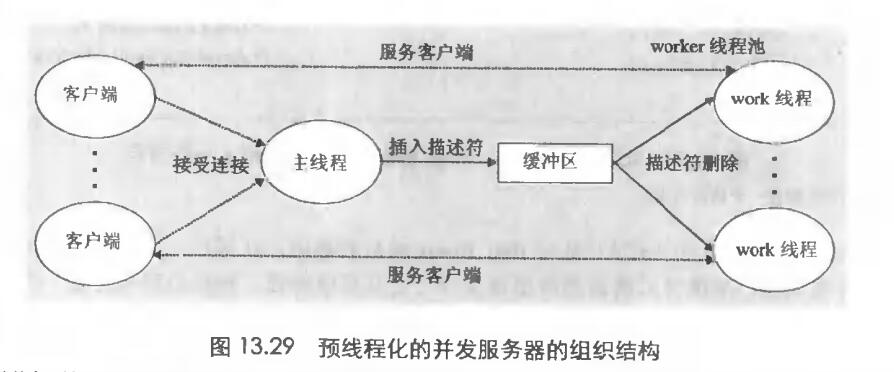 服务客户端
worker 线程池
客户端
work 线程
接受连接
主线程
插入描述符
缓冲区
描述符删除
客户端
work 线程
服务客户端
图 13.29 预线程化的并发服务器的组织结构